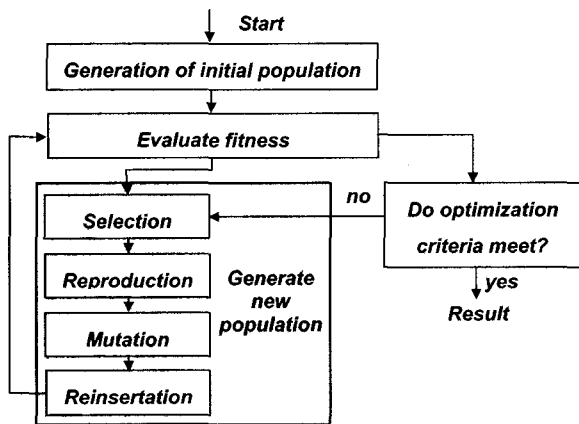 Start
Generation of initial population
Evaluate fitness
no
Selection
Do optimization
criteria meet?
Reproduction
Generate
new
population
yes
Result
Mutation
Reinsertation